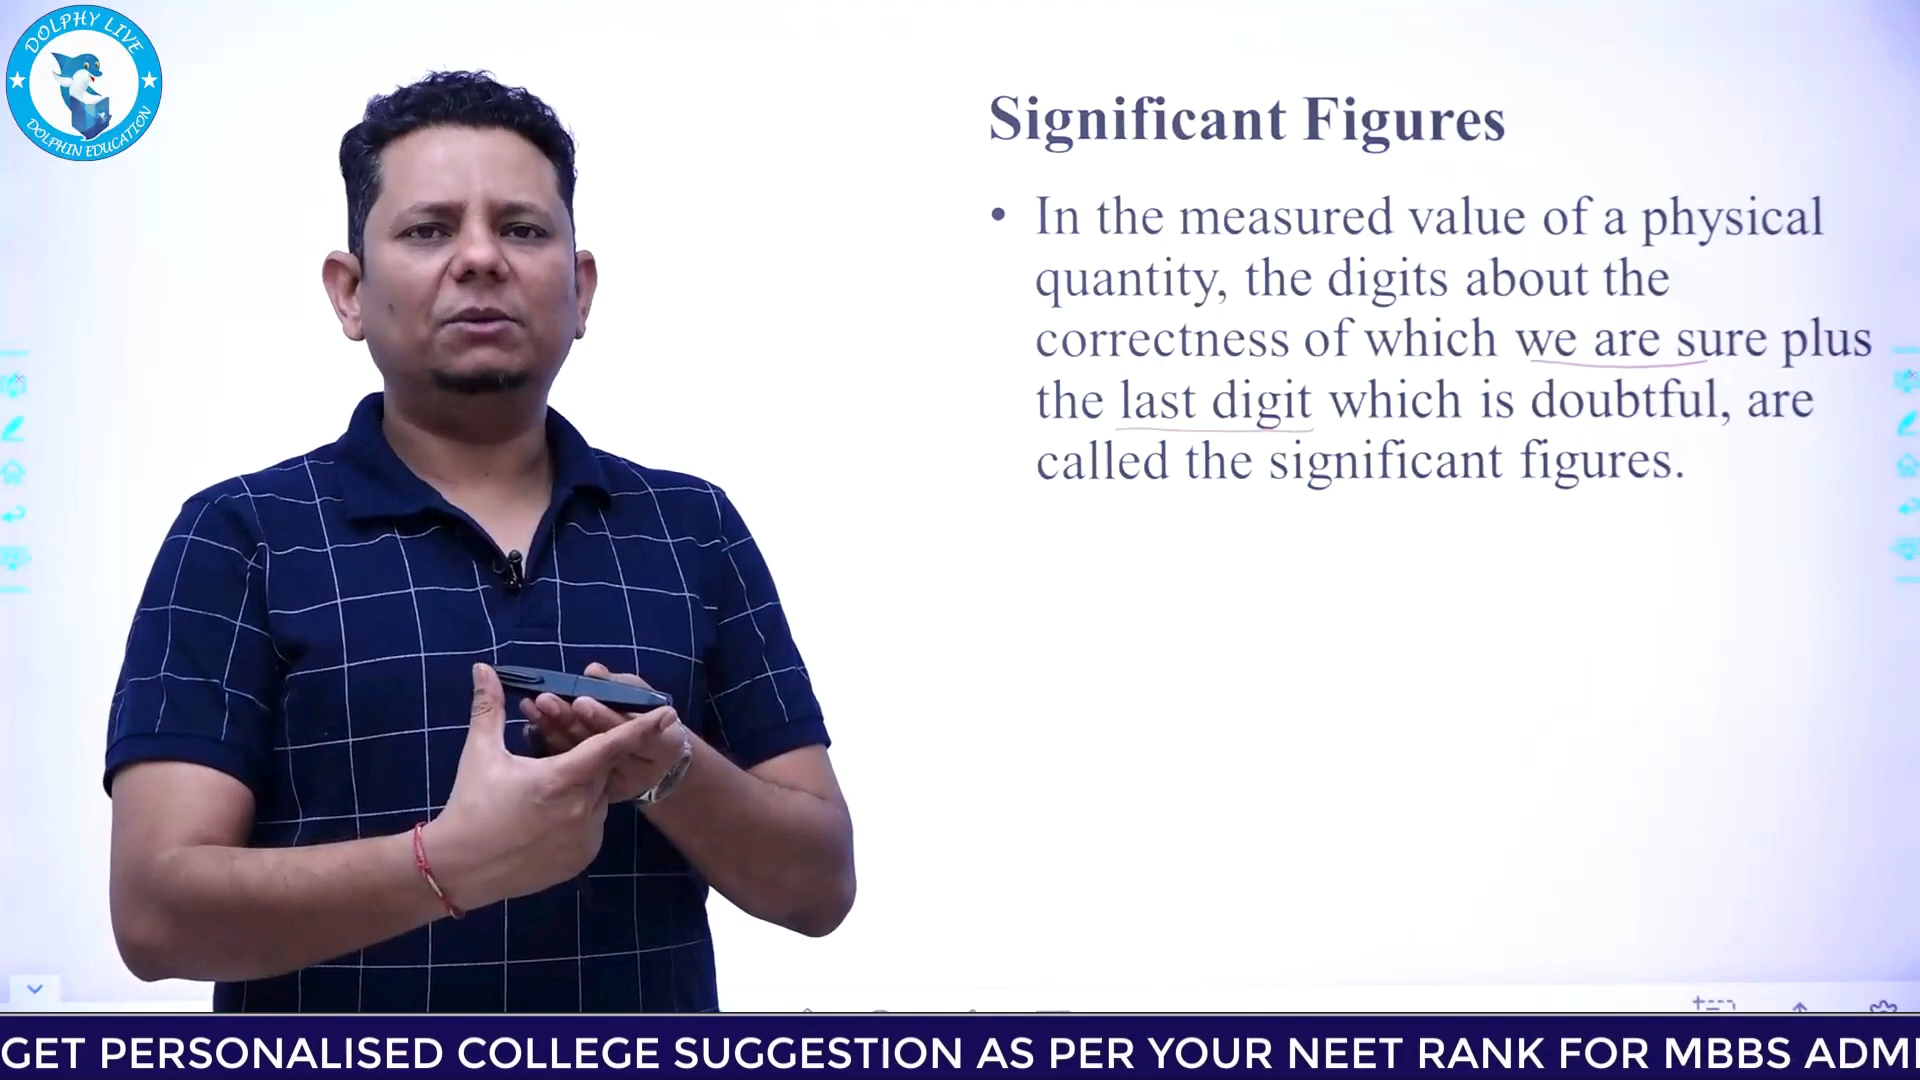 DOLPHY LIVE
DOLPHIN EDUCATION
Significant Figures
• In the measured value of a physical
quantity, the digits about the
correctness of which we are sure plus
the last digit which is doubtful, are
called the significant figures.
GET PERSONALISED COLLEGE SUGGESTION AS PER YOUR NEET RANK FOR MBBS ADMI